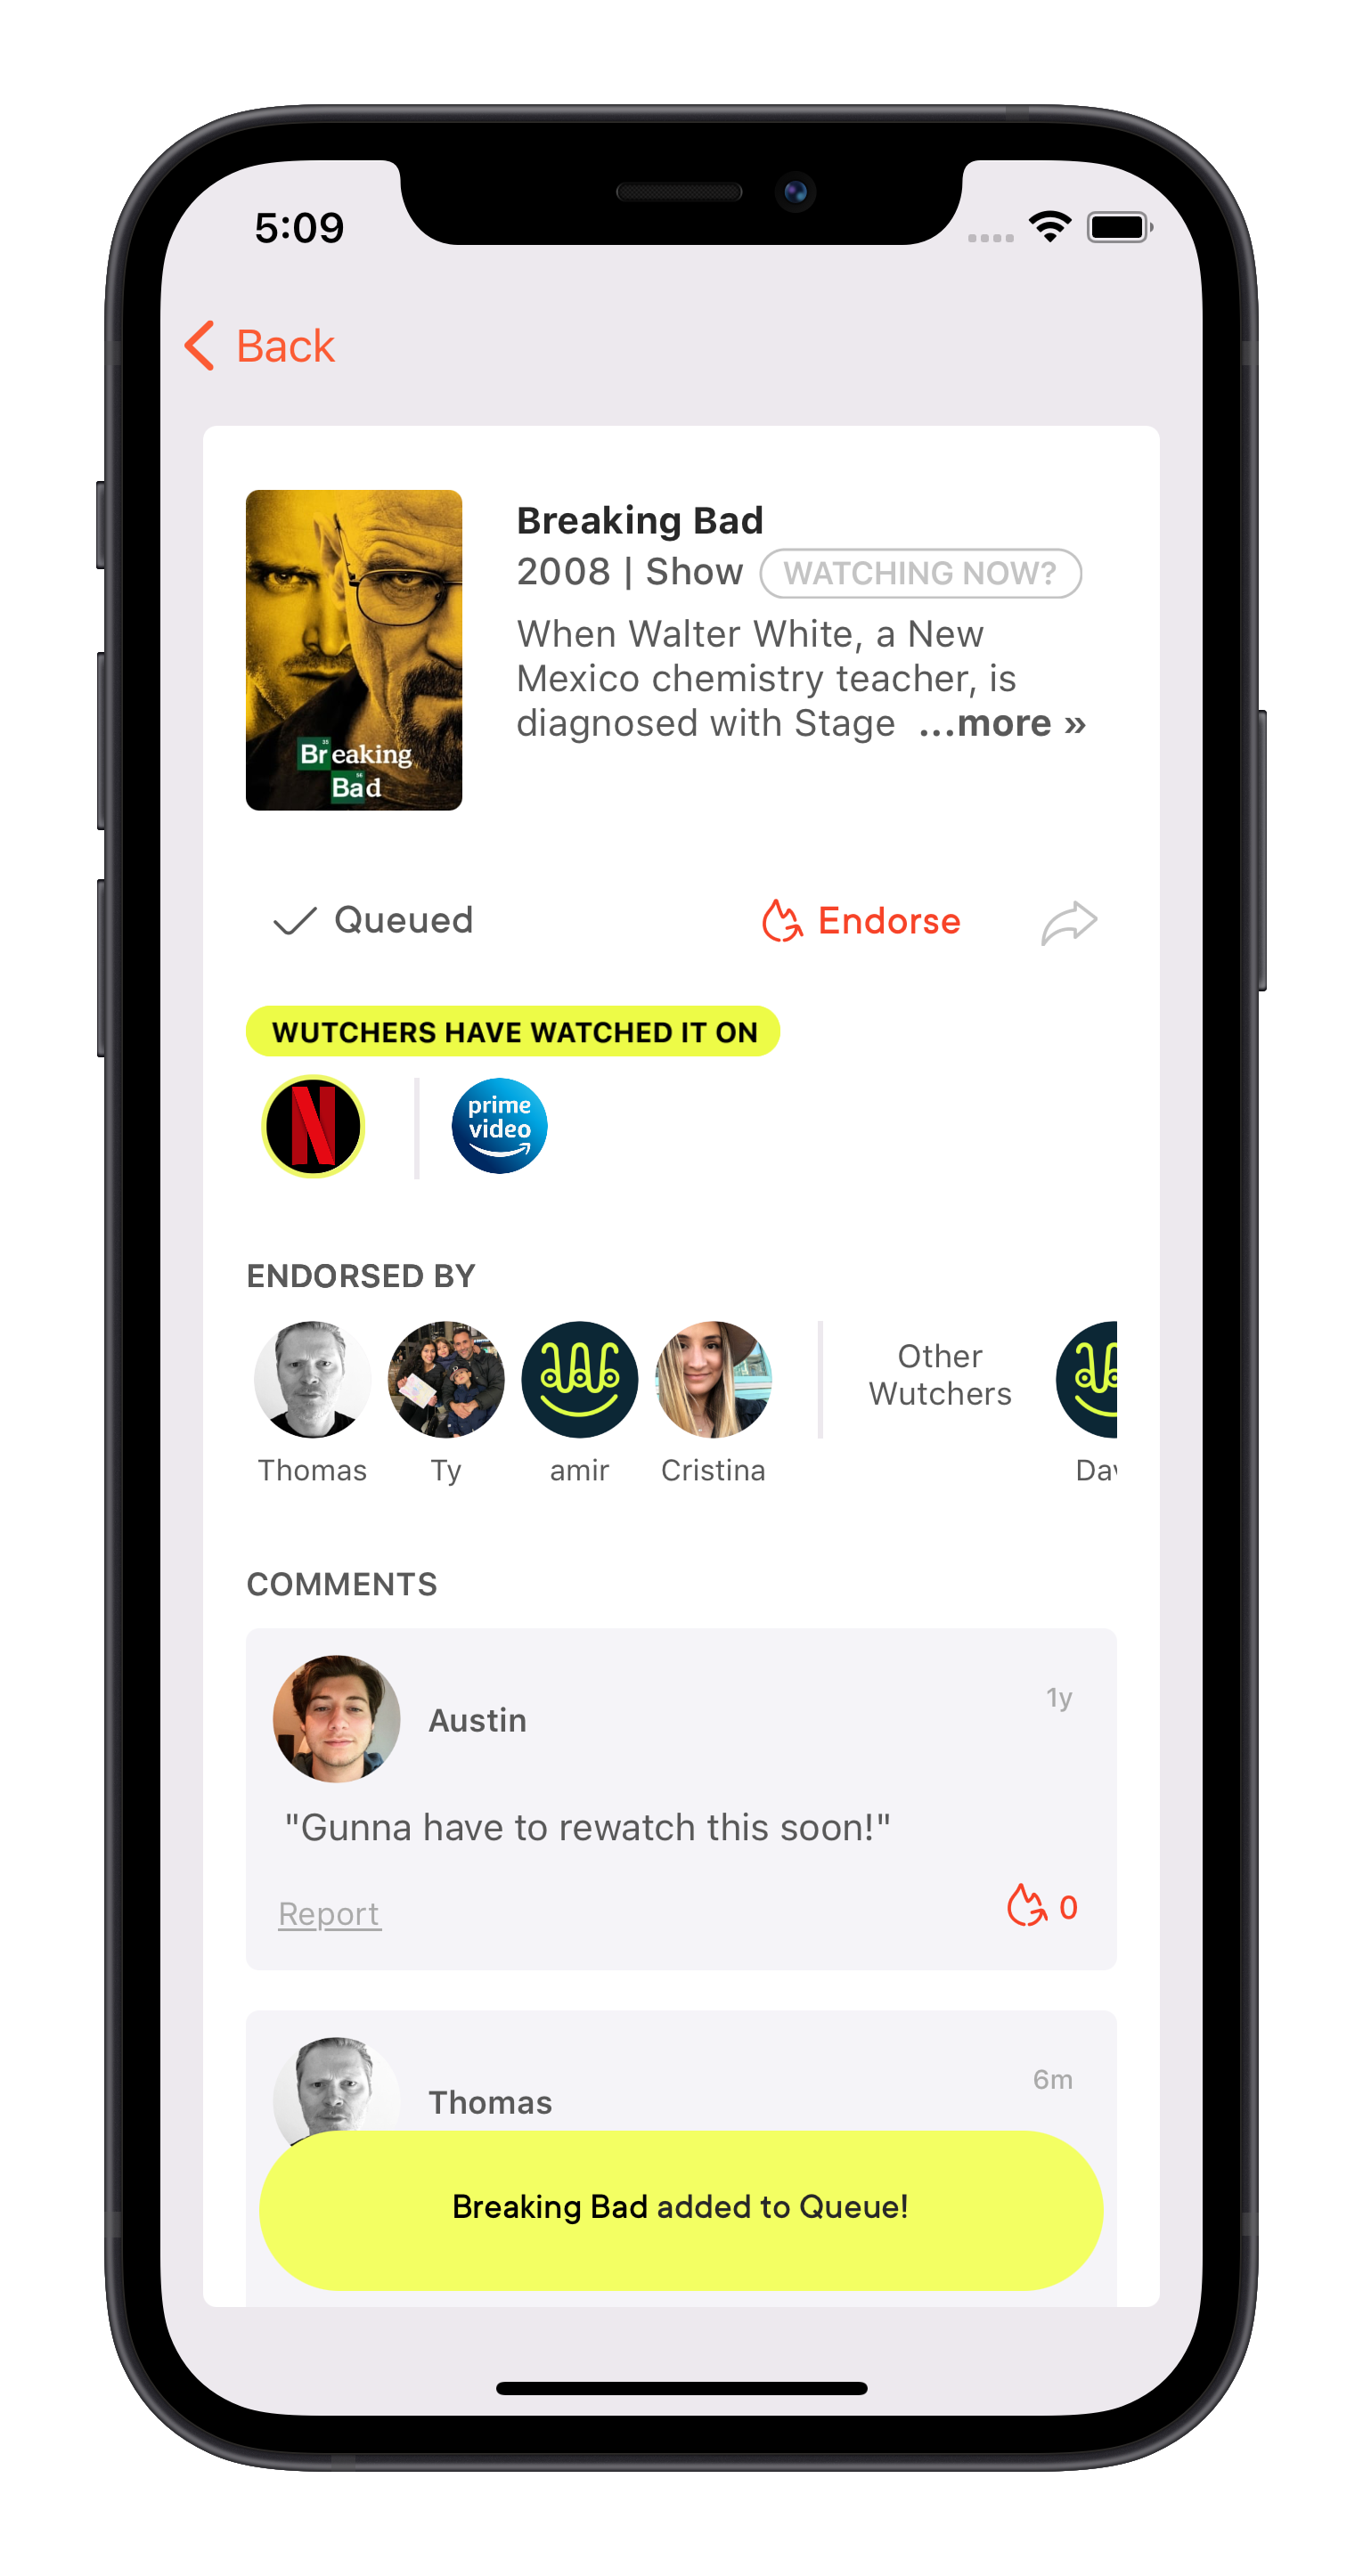 5:09
Back
Breaking Bad
2008 | Show WATCHING NOW?
When Walter White, a New
Mexico chemistry teacher, is
diagnosed with Stage ...more »
35
Breaking
56
Bad
Queued
Endorse
WUTCHERS HAVE WATCHED IT ON
N
prime
video
ENDORSED BY
Other
Wutchers
Thomas Ty amir Cristina Dav
COMMENTS
Austin
1y
"Gunna have to rewatch this soon!"
Report
0
Thomas
6m
Breaking Bad added to Queue!